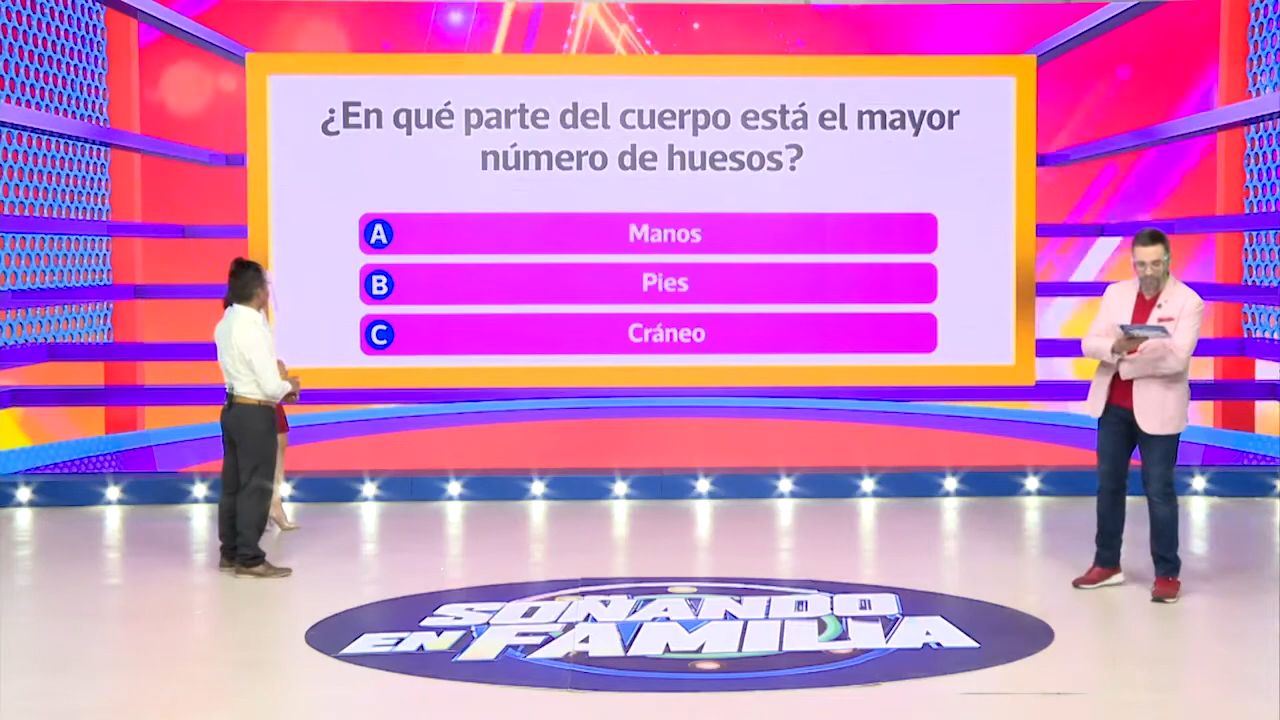 ¿En qué parte del cuerpo está el mayor
número de huesos?
A Manos
B Pies
C Cráneo
SOÑANDO
EN FAMILIA